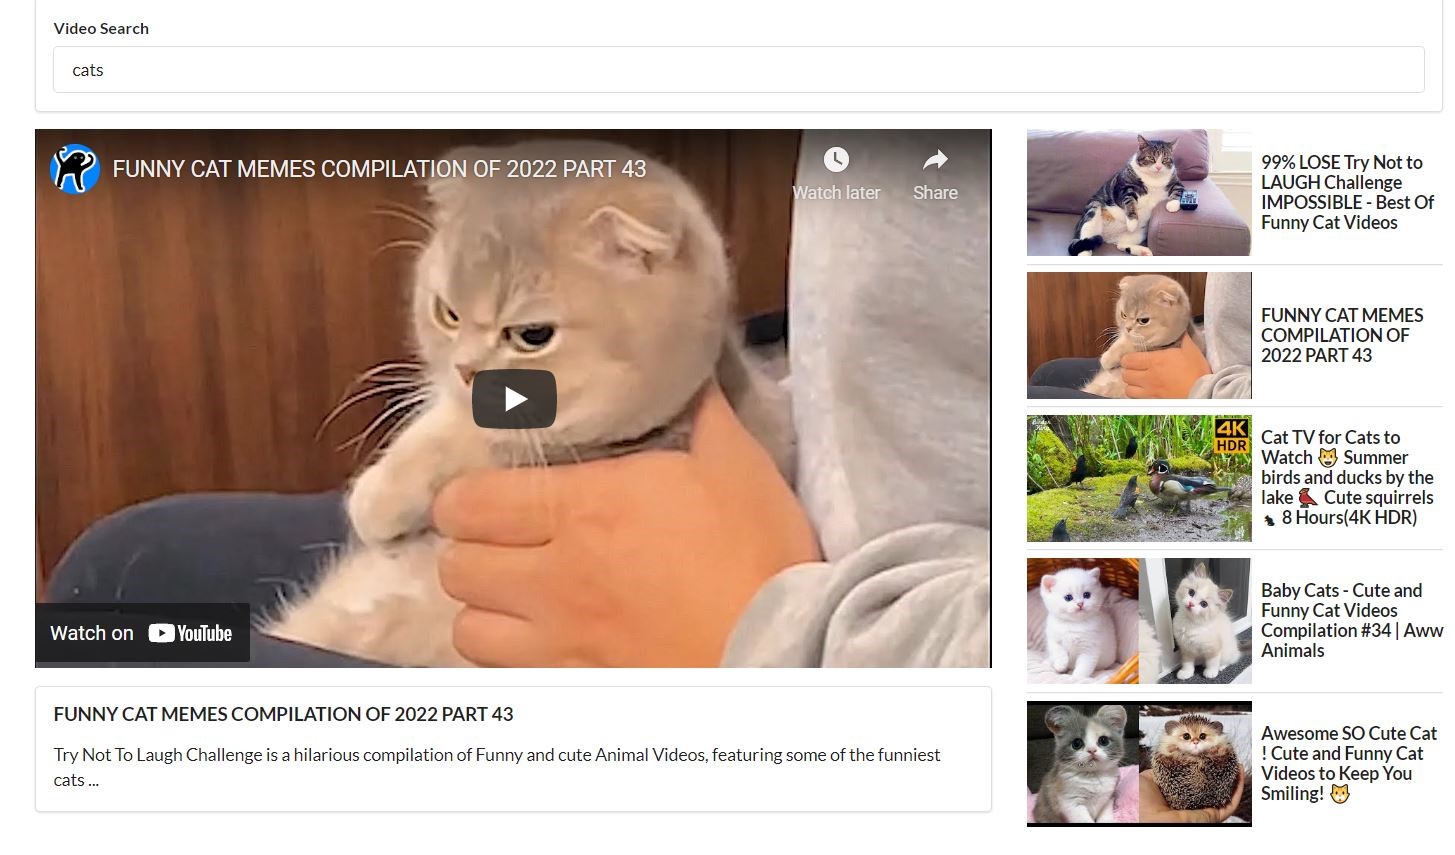 Video Search
cats
FUNNY CAT MEMES COMPILATION OF 2022 PART 43
Watch later
Share
Watch on YouTube
FUNNY CAT MEMES COMPILATION OF 2022 PART 43
Try Not To Laugh Challenge is a hilarious compilation of Funny and cute Animal Videos, featuring some of the funniest
cats ...
99% LOSE Try Not to
LAUGH Challenge
IMPOSSIBLE - Best Of
Funny Cat Videos
FUNNY CAT MEMES
COMPILATION OF
2022 PART 43
4K
HDR
Cat TV for Cats to
Watch 😺 Summer
birds and ducks by the
lake 🐦 Cute squirrels
🐿 8 Hours(4K HDR)
Baby Cats - Cute and
Funny Cat Videos
Compilation #34 | Aww
Animals
Awesome SO Cute Cat
! Cute and Funny Cat
Videos to Keep You
Smiling! 🐱